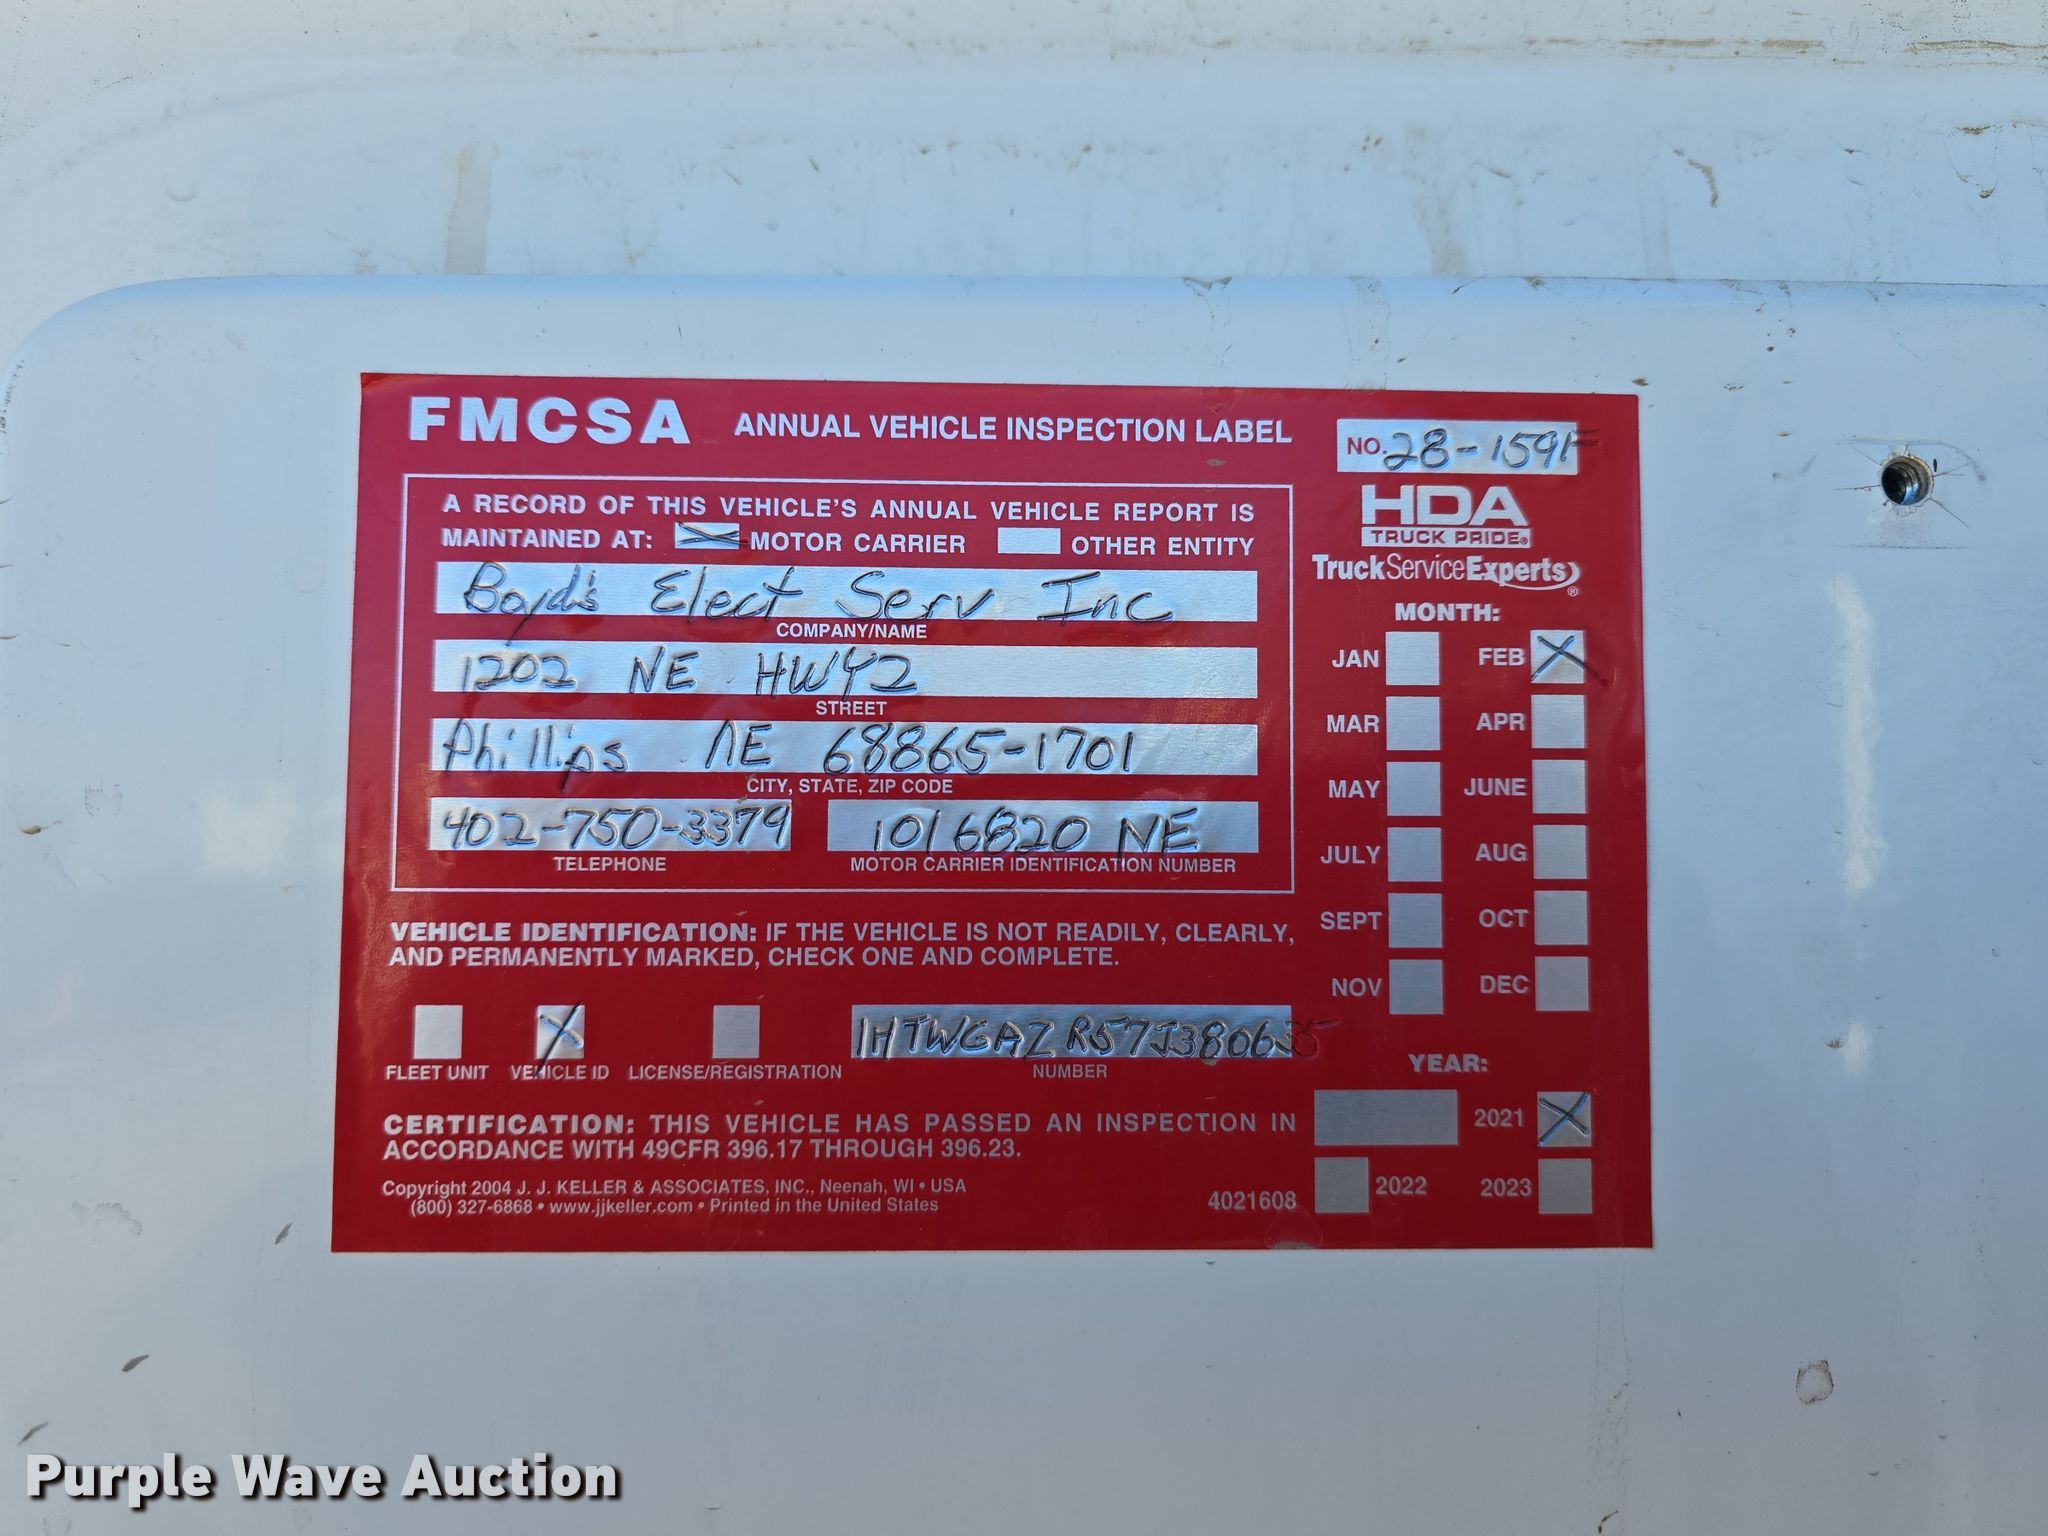 FMCSA ANNUAL VEHICLE INSPECTION LABEL
NO. 28-159F
A RECORD OF THIS VEHICLE'S ANNUAL VEHICLE REPORT IS
MAINTAINED AT: X MOTOR CARRIER OTHER ENTITY
Boyd's Elect Serv Inc
COMPANY/NAME
1202 NE HWY2
STREET
Phillips NE 68865-1701
CITY, STATE, ZIP CODE
402-750-3379 1016820 NE
TELEPHONE MOTOR CARRIER IDENTIFICATION NUMBER
VEHICLE IDENTIFICATION: IF THE VEHICLE IS NOT READILY, CLEARLY,
AND PERMANENTLY MARKED, CHECK ONE AND COMPLETE.
X 1HTWGAZR57J380635
FLEET UNIT VEHICLE ID LICENSE/REGISTRATION NUMBER
CERTIFICATION: THIS VEHICLE HAS PASSED AN INSPECTION IN
ACCORDANCE WITH 49CFR 396.17 THROUGH 396.23.
Copyright 2004 J. J. KELLER & ASSOCIATES, INC., Neenah, WI • USA
(800) 327-6868 • www.jjkeller.com • Printed in the United States
4021608
HDA
TRUCK PRIDE®
TruckServiceExperts®
MONTH:
JAN FEB X
MAR APR
MAY JUNE
JULY AUG
SEPT OCT
NOV DEC
YEAR:
2021 X
2022 2023
Purple Wave Auction